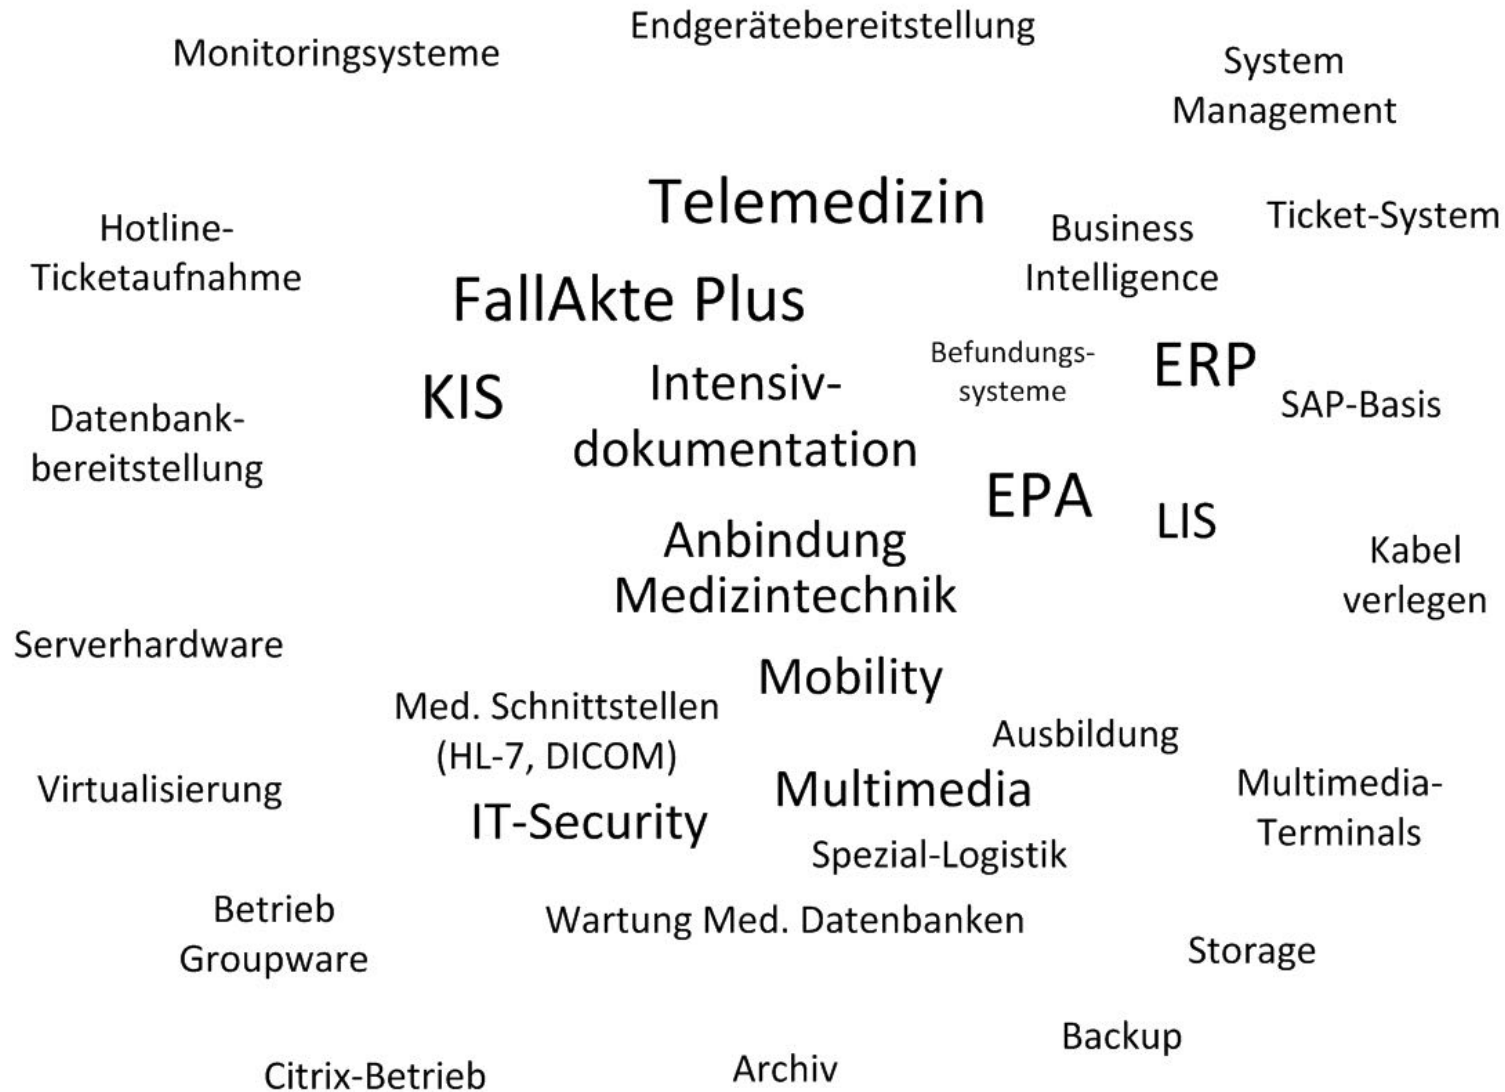 Endgerätebereitstellung
Monitoringsysteme
System
Management
Telemedizin
Hotline-
Ticketaufnahme
Business
Intelligence
Ticket-System
FallAkte Plus
Befundungs-
systeme
ERP
KIS
Intensiv-
dokumentation
SAP-Basis
Datenbank-
bereitstellung
EPA
LIS
Anbindung
Medizintechnik
Kabel
verlegen
Serverhardware
Mobility
Med. Schnittstellen
(HL-7, DICOM)
Ausbildung
Virtualisierung
Multimedia
Multimedia-
Terminals
IT-Security
Spezial-Logistik
Betrieb
Groupware
Wartung Med. Datenbanken
Storage
Backup
Citrix-Betrieb
Archiv